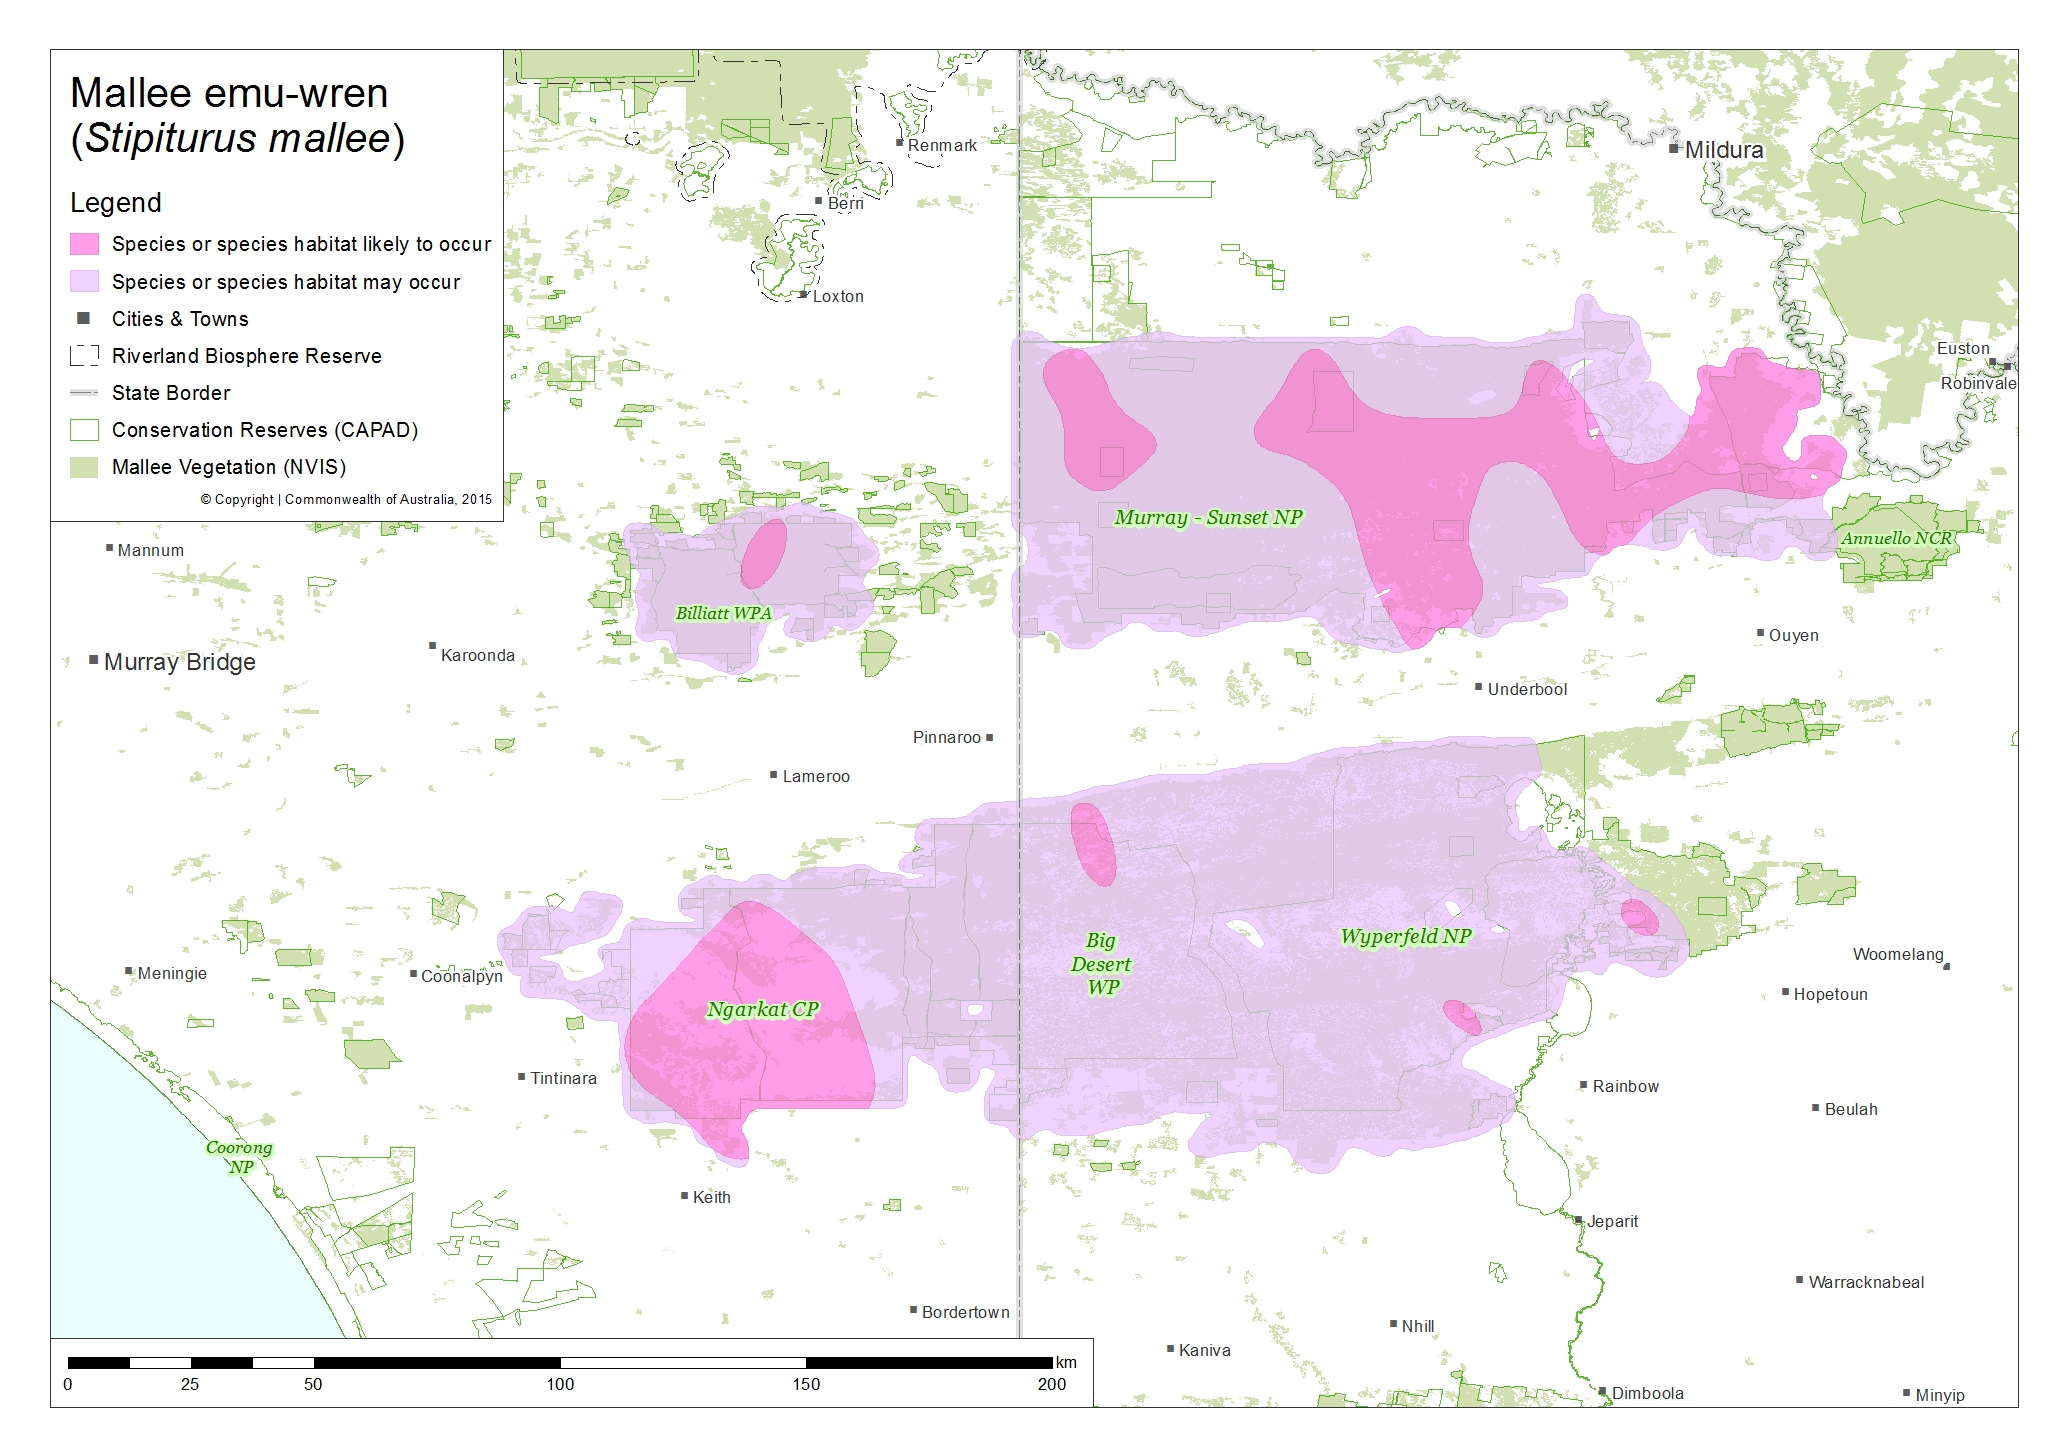 Mallee emu-wren
(Stipiturus mallee)
Legend
Species or species habitat likely to occur
Species or species habitat may occur
Cities & Towns
Riverland Biosphere Reserve
State Border
Conservation Reserves (CAPAD)
Mallee Vegetation (NVIS)
© Copyright | Commonwealth of Australia, 2015
Renmark
Mildura
Berri
Loxton
Euston
Robinvale
Murray - Sunset NP
Annuello NCR
Mannum
Billiatt WPA
Ouyen
Karoonda
Murray Bridge
Underbool
Pinnaroo
Lameroo
Big
Desert
WP
Wyperfeld NP
Woomelang
Meningie
Coonalpyn
Hopetoun
Ngarkat CP
Tintinara
Rainbow
Beulah
Coorong
NP
Keith
Jeparit
Warracknabeal
Bordertown
Nhill
Kaniva
Dimboola
Minyip
km
0
25
50
100
150
200